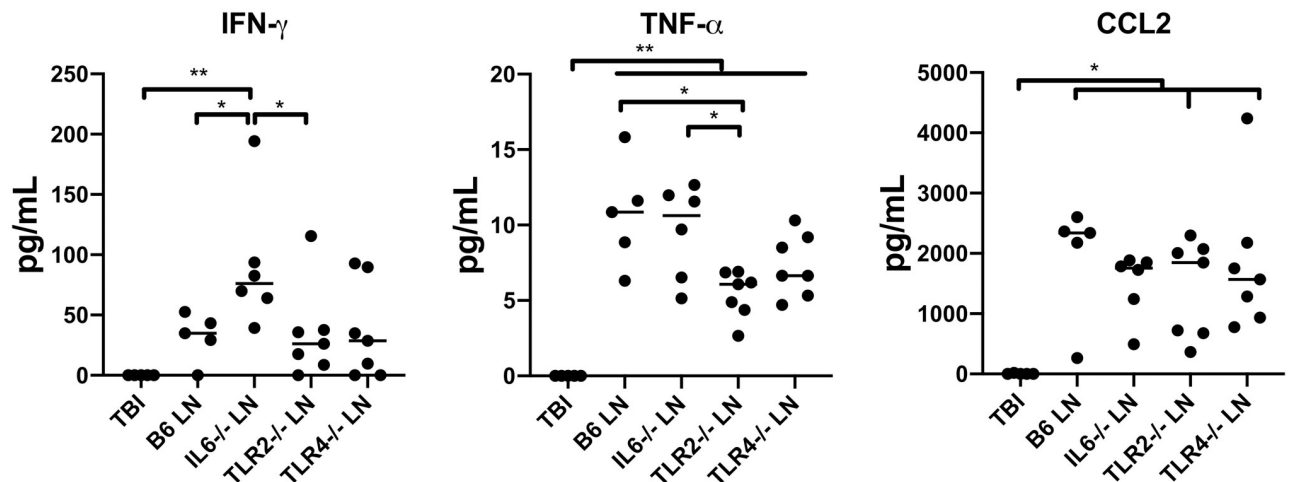 IFN-γ
250
200
150
100
50
0
pg/mL
**
*
*
TBI
B6 LN
IL6-/- LN
TLR2-/- LN
TLR4-/- LN
TNF-α
20
15
10
5
0
pg/mL
**
*
*
TBI
B6 LN
IL6-/- LN
TLR2-/- LN
TLR4-/- LN
CCL2
5000
4000
3000
2000
1000
0
pg/mL
*
TBI
B6 LN
IL6-/- LN
TLR2-/- LN
TLR4-/- LN